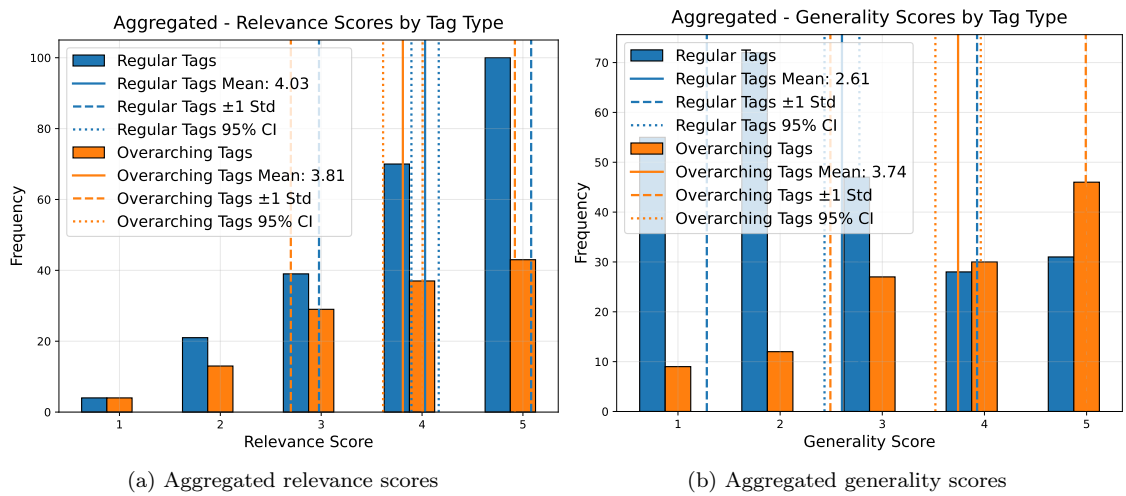 Aggregated - Relevance Scores by Tag Type
Frequency
100
80
60
40
20
0
Regular Tags
Regular Tags Mean: 4.03
Regular Tags ±1 Std
Regular Tags 95% CI
Overarching Tags
Overarching Tags Mean: 3.81
Overarching Tags ±1 Std
Overarching Tags 95% CI
1 2 3 4 5
Relevance Score
(a) Aggregated relevance scores
Aggregated - Generality Scores by Tag Type
Frequency
70
60
50
40
30
20
10
0
Regular Tags
Regular Tags Mean: 2.61
Regular Tags ±1 Std
Regular Tags 95% CI
Overarching Tags
Overarching Tags Mean: 3.74
Overarching Tags ±1 Std
Overarching Tags 95% CI
1 2 3 4 5
Generality Score
(b) Aggregated generality scores